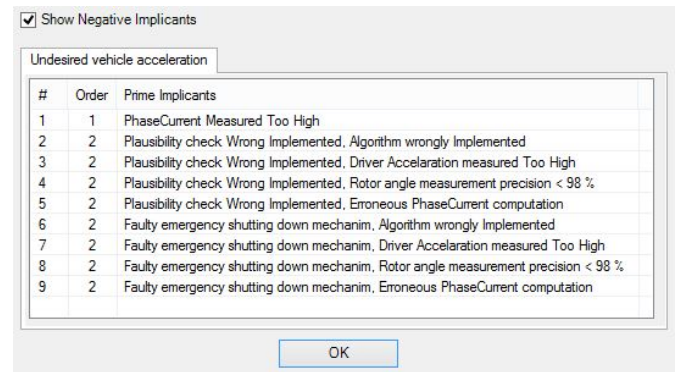 Show Negative Implicants
Undesired vehicle acceleration
# Order Prime Implicants
1 1 PhaseCurrent Measured Too High
2 2 Plausibility check Wrong Implemented, Algorithm wrongly Implemented
3 2 Plausibility check Wrong Implemented, Driver Accelaration measured Too High
4 2 Plausibility check Wrong Implemented, Rotor angle measurement precision < 98 %
5 2 Plausibility check Wrong Implemented, Erroneous PhaseCurrent computation
6 2 Faulty emergency shutting down mechanim, Algorithm wrongly Implemented
7 2 Faulty emergency shutting down mechanim, Driver Accelaration measured Too High
8 2 Faulty emergency shutting down mechanim, Rotor angle measurement precision < 98 %
9 2 Faulty emergency shutting down mechanim, Erroneous PhaseCurrent computation
OK